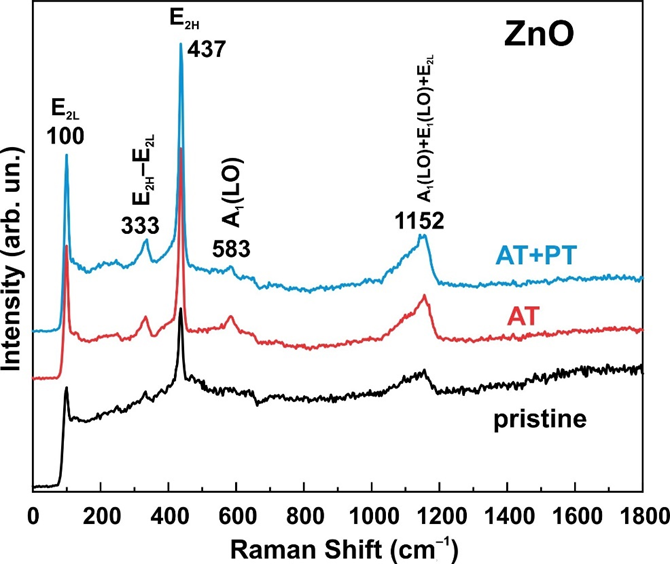 ZnO
E2H
437
E2L
100
E2H–E2L
333
A1(LO)
583
A1(LO)+E1(LO)+E2L
1152
AT+PT
AT
pristine
Intensity (arb. un.)
0 200 400 600 800 1000 1200 1400 1600 1800
Raman Shift (cm⁻¹)